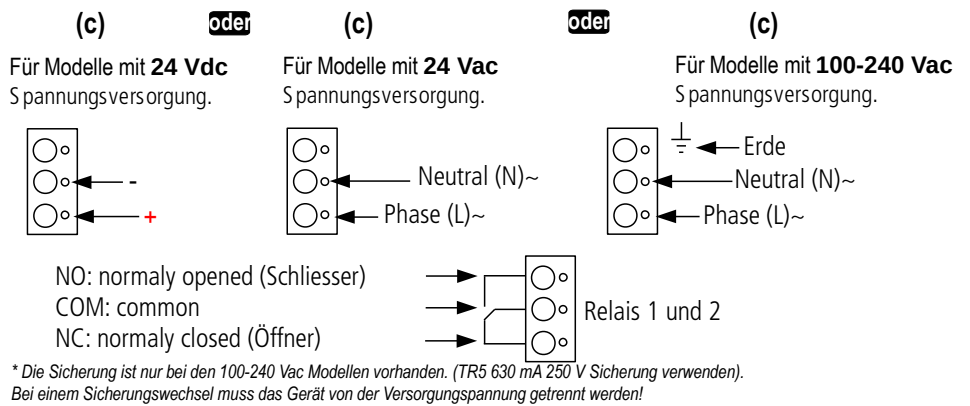 (c) oder (c) oder (c)
Für Modelle mit 24 Vdc
Spannungsversorgung.
Für Modelle mit 24 Vac
Spannungsversorgung.
Für Modelle mit 100-240 Vac
Spannungsversorgung.
-
+
Neutral (N)~
Phase (L)~
Erde
Neutral (N)~
Phase (L)~
NO: normaly opened (Schliesser)
COM: common
NC: normaly closed (Öffner)
Relais 1 und 2
* Die Sicherung ist nur bei den 100-240 Vac Modellen vorhanden. (TR5 630 mA 250 V Sicherung verwenden).
Bei einem Sicherungswechsel muss das Gerät von der Versorgungspannung getrennt werden!